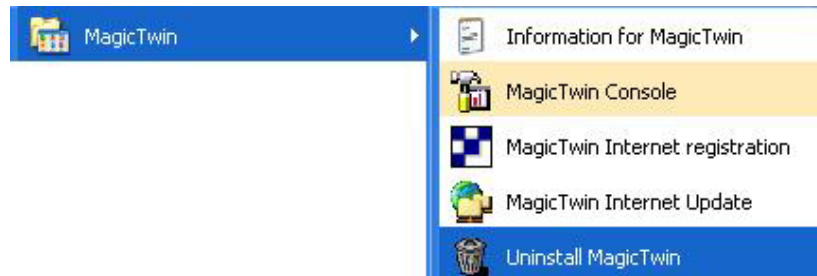 MagicTwin
Information for MagicTwin
MagicTwin Console
MagicTwin Internet registration
MagicTwin Internet Update
Uninstall MagicTwin